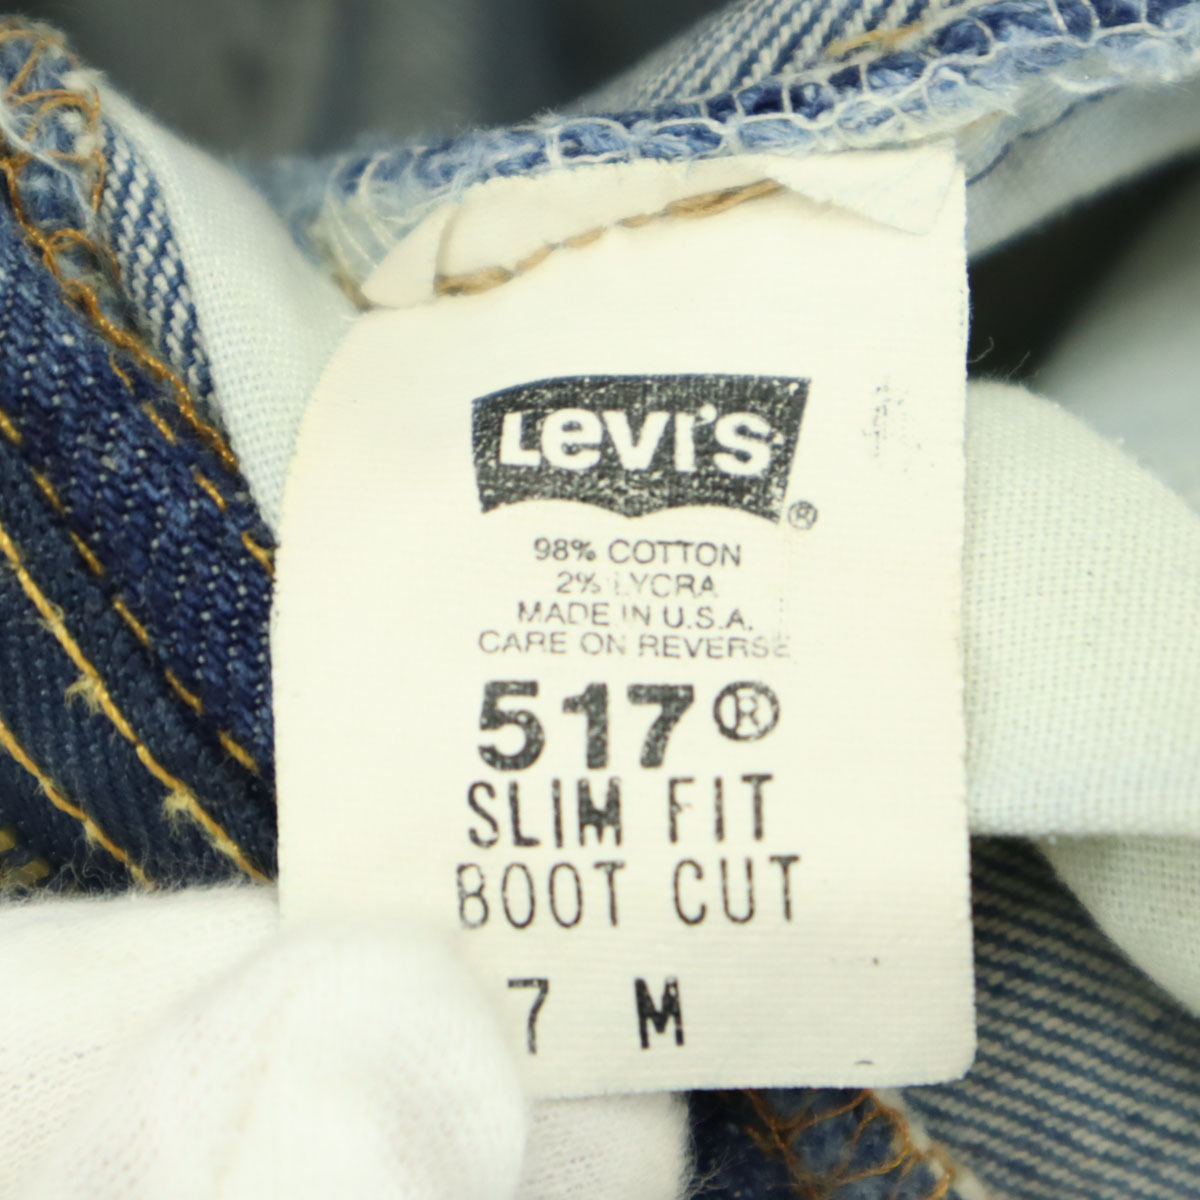 Levi's ®
98% COTTON
2% LYCRA
MADE IN U.S.A.
CARE ON REVERSE
517®
SLIM FIT
BOOT CUT
7 M